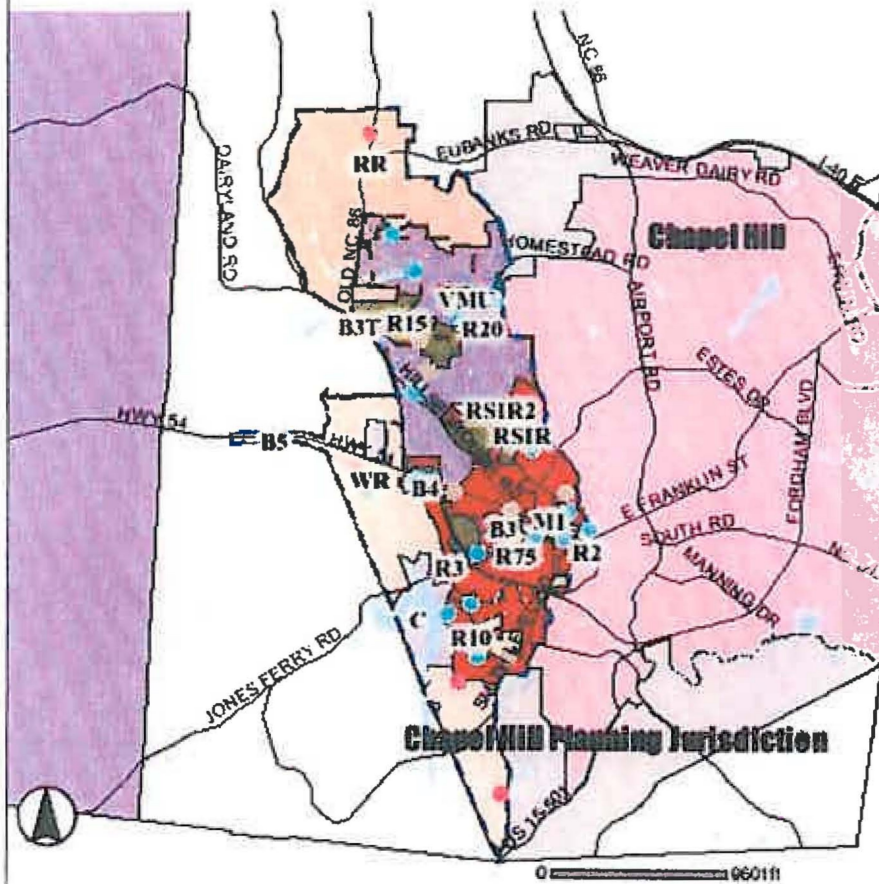 NC 86
DAIRYLAND RD
EUBANKS RD
WEAVER DAIRY RD
I-40 E
RR
OLD NC 86
HOMESTEAD RD
Chapel Hill
AIRPORT RD
VMU
B3T
R15
R20
HILL
ESTES DR
FORDHAM BLVD
HWY 54
B5
RSIR2
RSIR
WR
B4
E FRANKLIN ST
SOUTH RD
B3
M1
R2
R3
R75
MANNING DR
C
R10
JONES FERRY RD
Chapel Hill Planning Jurisdiction
US 15 501
0
9601ft